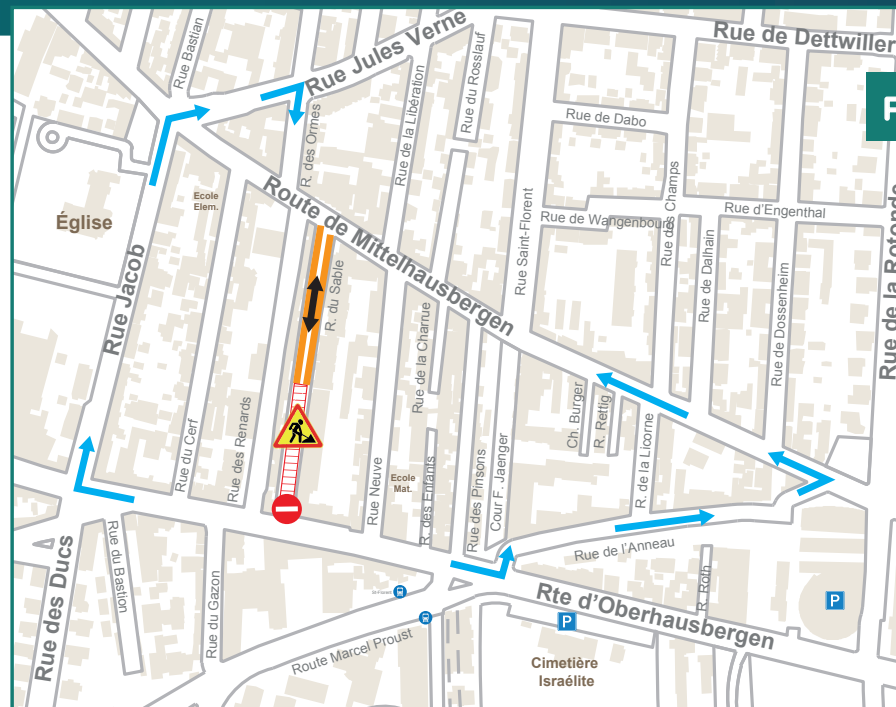 Rue Bastian
Rue Jules Verne
Rue de la Libération
Rue du Rosslauf
Rue de Dettwiller
F
Rue de Dabo
R. des Ormes
Ecole
Elem.
Route de Mittelhausbergen
Rue Saint-Florent
Rue des Champs
Rue de Wangenbourg
Rue d'Engenthal
Rue de la Rotonde
Église
Rue Jacob
R. du Sable
Rue de la Charrue
Rue de Dalhain
Rue de Dossenheim
Rue du Cerf
Rue des Renards
Rue Neuve
Ecole
Mat.
R. des Enfants
Rue des Pinsons
Cour F. Jaenger
Ch. Burger
R. Rettig
R. de la Licorne
Rue de l'Anneau
Rue des Ducs
Rue du Bastion
Rue du Gazon
St-Florent
Route Marcel Proust
Rte d'Oberhausbergen
R. Roth
P
P
Cimetière
Israélite